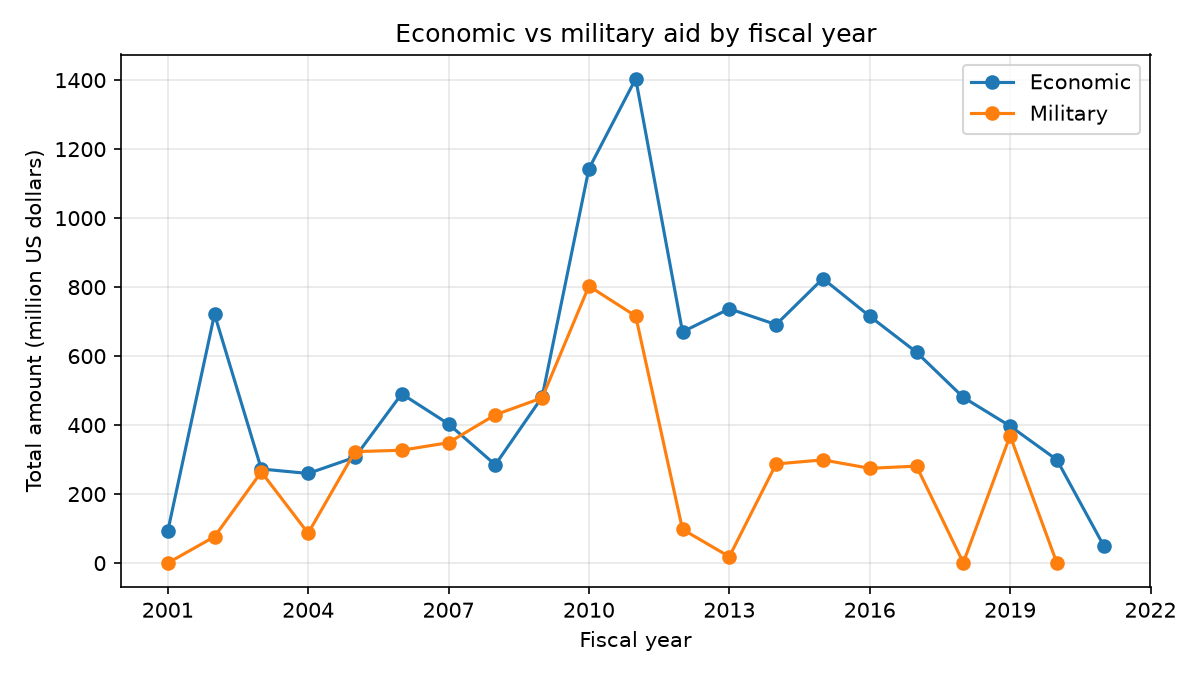 Economic vs military aid by fiscal year
Economic
Military
Total amount (million US dollars)
1400
1200
1000
800
600
400
200
0
2001 2004 2007 2010 2013 2016 2019 2022
Fiscal year